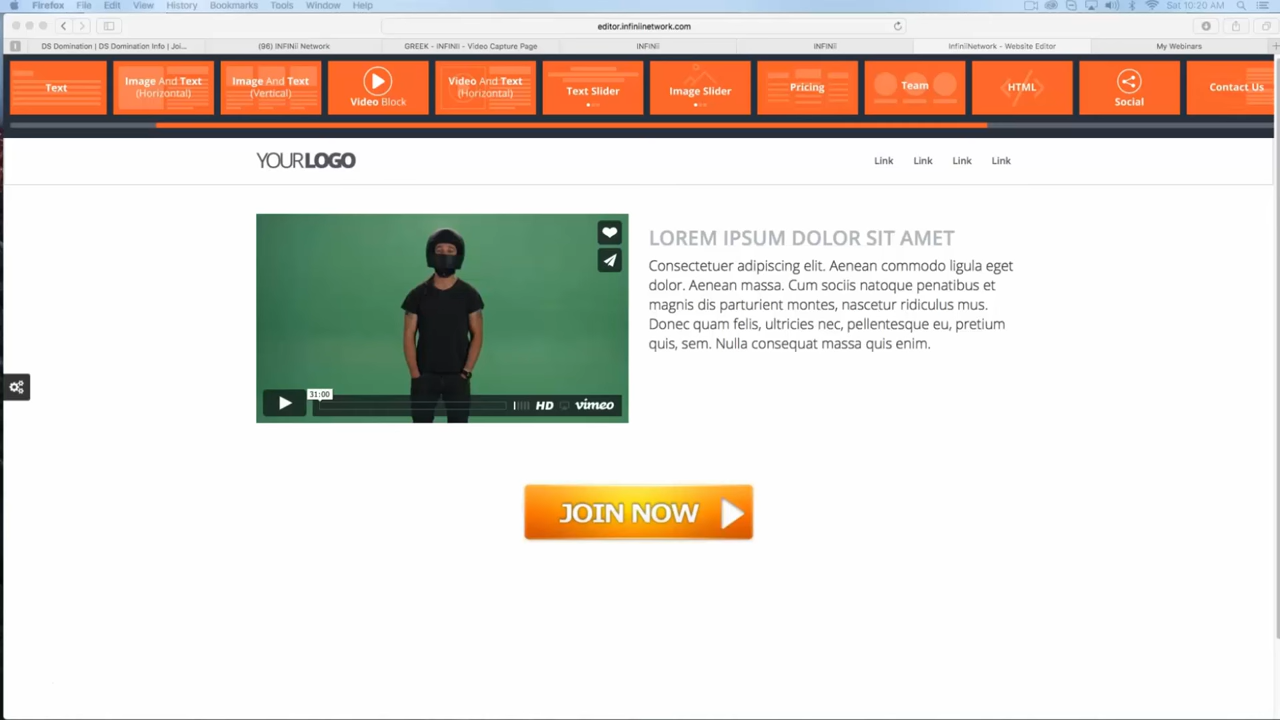 Firefox File Edit View History Bookmarks Tools Window Help Sat 10:20 AM
editor.infiniinetwork.com
DS Domination | DS Domination Info | Joi... (96) INFINii Network GREEK - INFINii - Video Capture Page INFINii INFINii InfiniiNetwork - Website Editor My Webinars
Text
Image And Text
(Horizontal)
Image And Text
(Vertical)
Video Block
Video And Text
(Horizontal)
Text Slider
Image Slider
Pricing
Team
HTML
Social
Contact Us
YOURLOGO
Link Link Link Link
LOREM IPSUM DOLOR SIT AMET
Consectetuer adipiscing elit. Aenean commodo ligula eget
dolor. Aenean massa. Cum sociis natoque penatibus et
magnis dis parturient montes, nascetur ridiculus mus.
Donec quam felis, ultricies nec, pellentesque eu, pretium
quis, sem. Nulla consequat massa quis enim.
31:00
HD vimeo
JOIN NOW